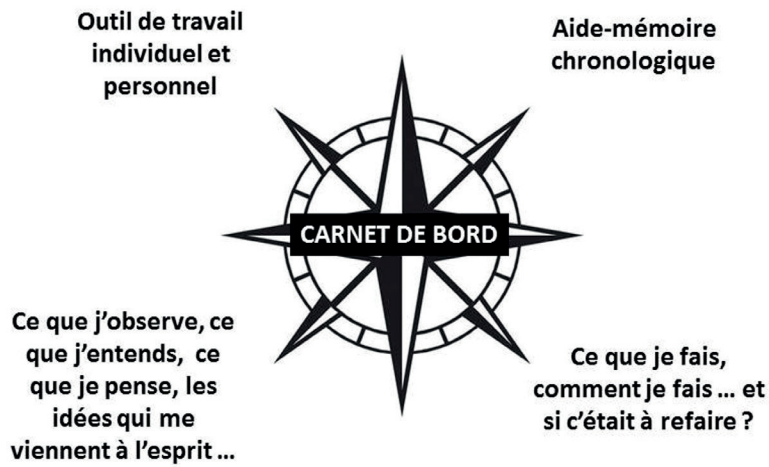 Outil de travail
individuel et
personnel
Aide-mémoire
chronologique
CARNET DE BORD
Ce que j’observe, ce
que j’entends, ce
que je pense, les
idées qui me
viennent à l’esprit ...
Ce que je fais,
comment je fais ... et
si c’était à refaire ?